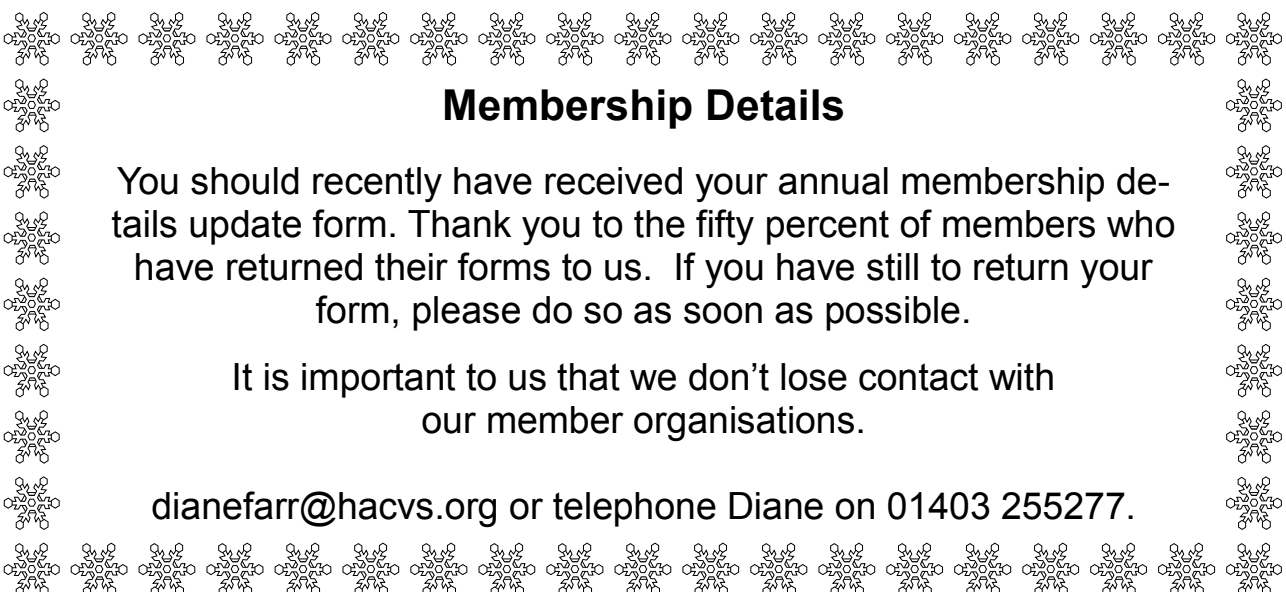 Membership Details
You should recently have received your annual membership de-
tails update form. Thank you to the fifty percent of members who
have returned their forms to us.  If you have still to return your
form, please do so as soon as possible.
It is important to us that we don’t lose contact with
our member organisations.
dianefarr@hacvs.org or telephone Diane on 01403 255277.